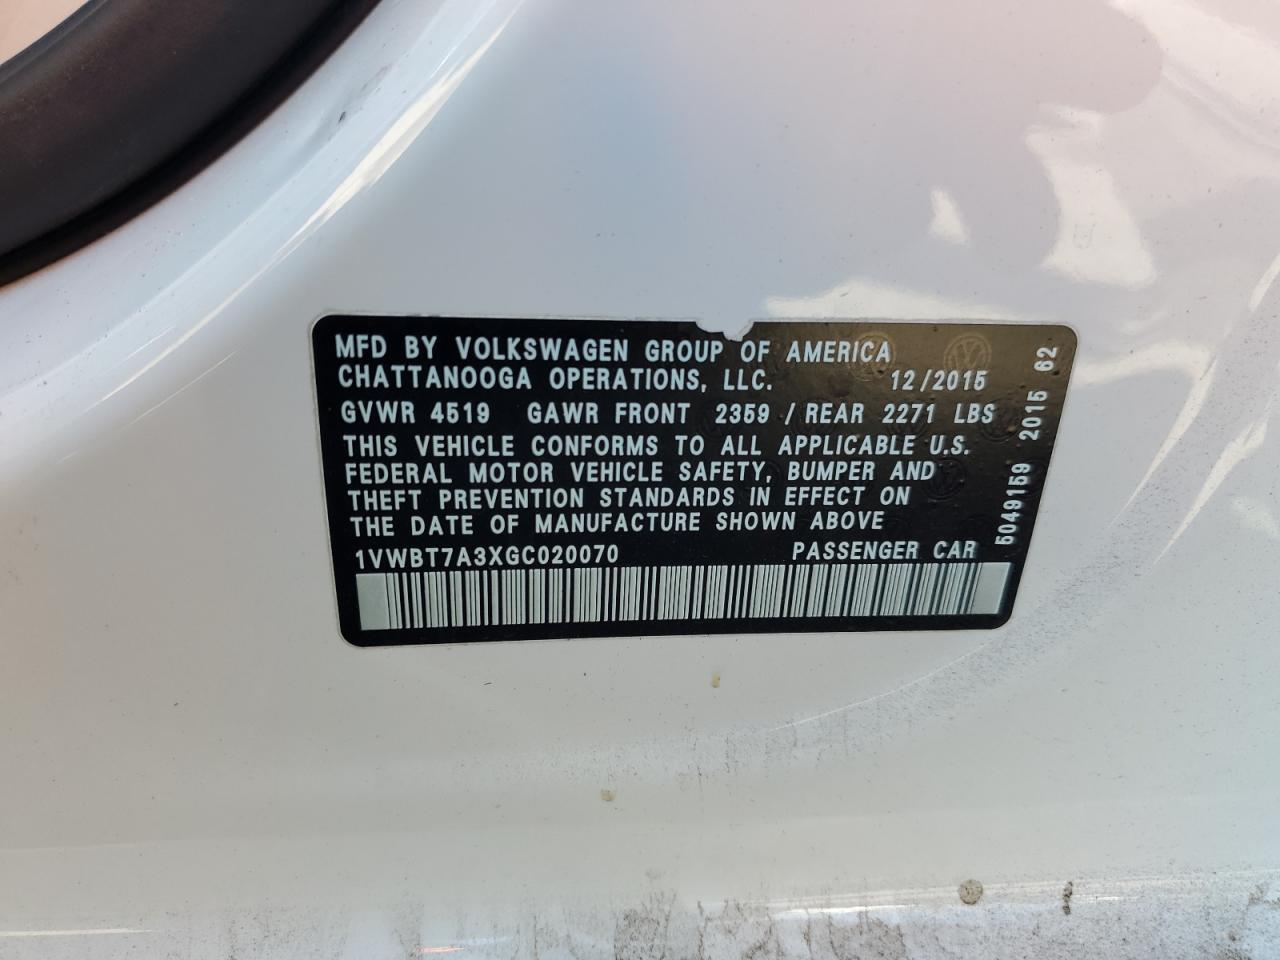 MFD BY VOLKSWAGEN GROUP OF AMERICA
CHATTANOOGA OPERATIONS, LLC. 12/2015
GVWR 4519 GAWR FRONT 2359 / REAR 2271 LBS
THIS VEHICLE CONFORMS TO ALL APPLICABLE U.S.
FEDERAL MOTOR VEHICLE SAFETY, BUMPER AND
THEFT PREVENTION STANDARDS IN EFFECT ON
THE DATE OF MANUFACTURE SHOWN ABOVE
1VWBT7A3XGC020070 PASSENGER CAR
5049159 2015 62